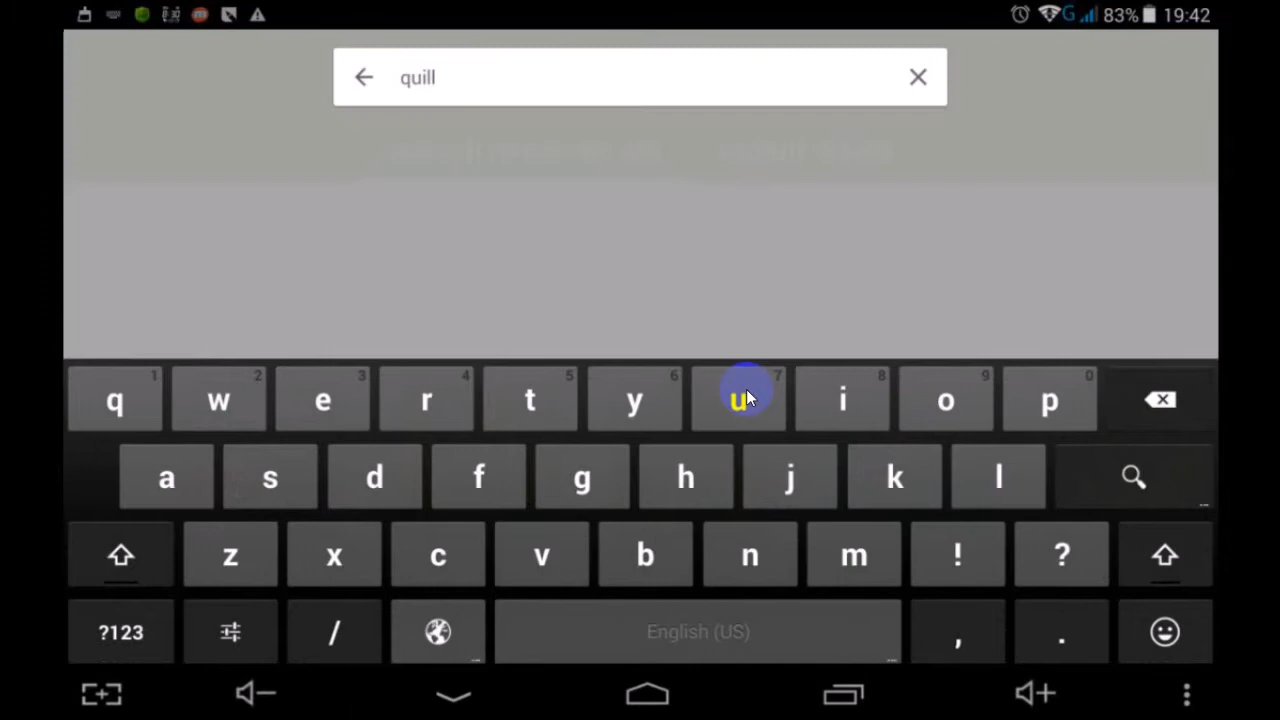 83% 19:42
quill
q 1 w 2 e 3 r 4 t 5 y 6 u 7 i 8 o 9 p 0
a s d f g h j k l
z x c v b n m ! ?
?123 / English (US) , .